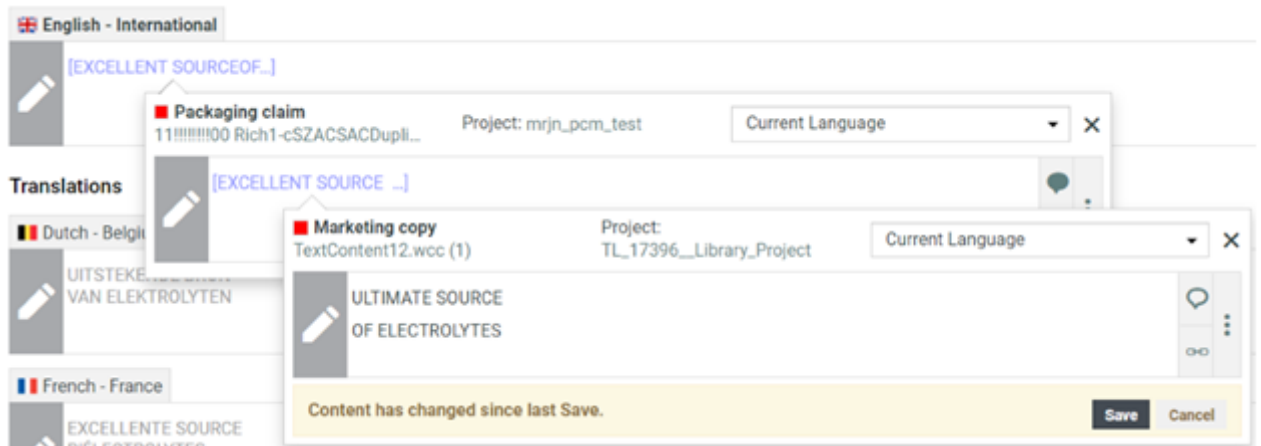 English - International
[EXCELLENT SOURCEOF...]
Packaging claim
11!!!!!!!!!00 Rich1-cSZACSACDupli...
Project: mrjn_pcm_test
Current Language
[EXCELLENT SOURCE ...]
Translations
Marketing copy
TextContent12.wcc (1)
Project:
TL_17396__Library_Project
Current Language
Dutch - Belgi
ULTIMATE SOURCE
OF ELECTROLYTES
VAN ELEKTROLYTEN
French - France
EXCELLENTE SOURCE
Content has changed since last Save.
Save
Cancel